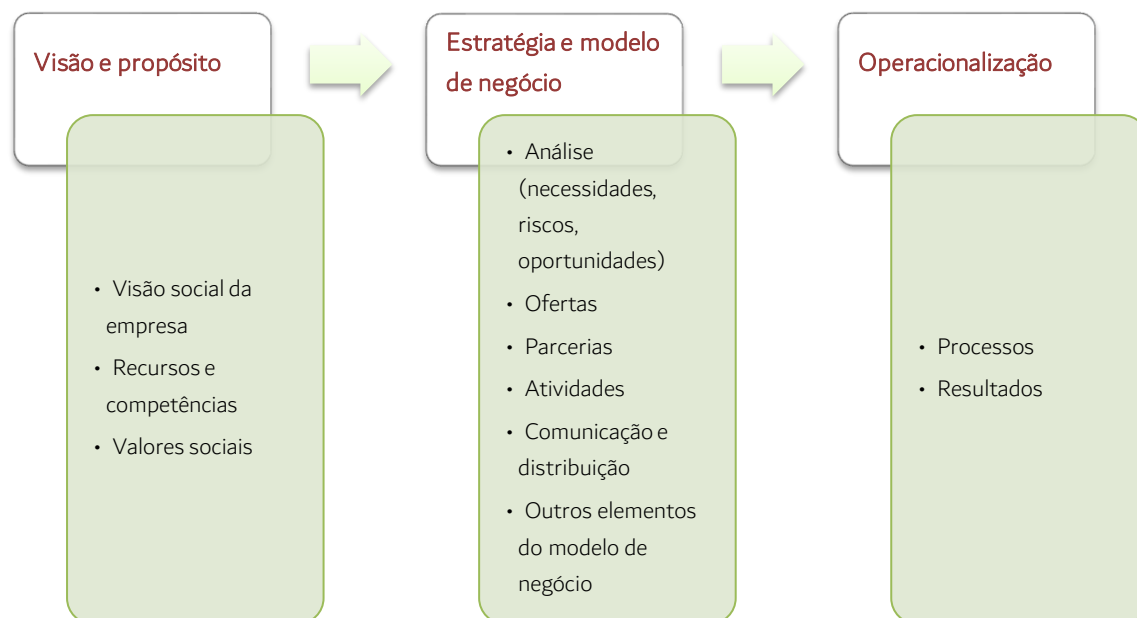 Visão e propósito
• Visão social da
empresa
• Recursos e
competências
• Valores sociais
Estratégia e modelo
de negócio
• Análise
(necessidades,
riscos,
oportunidades)
• Ofertas
• Parcerias
• Atividades
• Comunicação e
distribuição
• Outros elementos
do modelo de
negócio
Operacionalização
• Processos
• Resultados